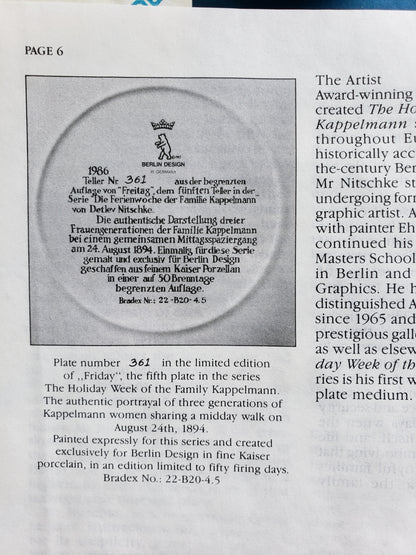 PAGE 6
BERLIN DESIGN
W. GERMANY
1986
Teller Nr. 361 aus der begrenzten
Auflage von "Freitag", dem fünften Teller in der
Serie "Die Ferienwoche der Familie Kappelmann"
von Detlev Nitschke.
Die authentische Darstellung dreier
Frauengenerationen der Familie Kappelmann
bei einem gemeinsamen Mittagsspaziergang
am 24. August 1894. Einmalig, für diese Serie
gemalt und exclusiv für Berlin Design
geschaffen aus feinem Kaiser Porzellan
in einer auf 50 Brenntage
begrenzten Auflage.
Bradex Nr.: 22-B20-4.5
Plate number 361 in the limited edition
of „Friday“, the fifth plate in the series
The Holiday Week of the Family Kappelmann.
The authentic portrayal of three generations of
Kappelmann women sharing a midday walk on
August 24th, 1894.
Painted expressly for this series and created
exclusively for Berlin Design in fine Kaiser
porcelain, in an edition limited to fifty firing days.
Bradex No.: 22-B20-4.5
The Artist
Award-winning
created The Ho
Kappelmann
throughout Eu
historically acc
the-century Ber
Mr Nitschke st
undergoing forn
graphic artist. A
with painter Eh
continued his
Masters School
in Berlin and
Graphics. He h
distinguished A
since 1965 and
prestigious galle
as well as elsew
day Week of th
ries is his first w
plate medium.